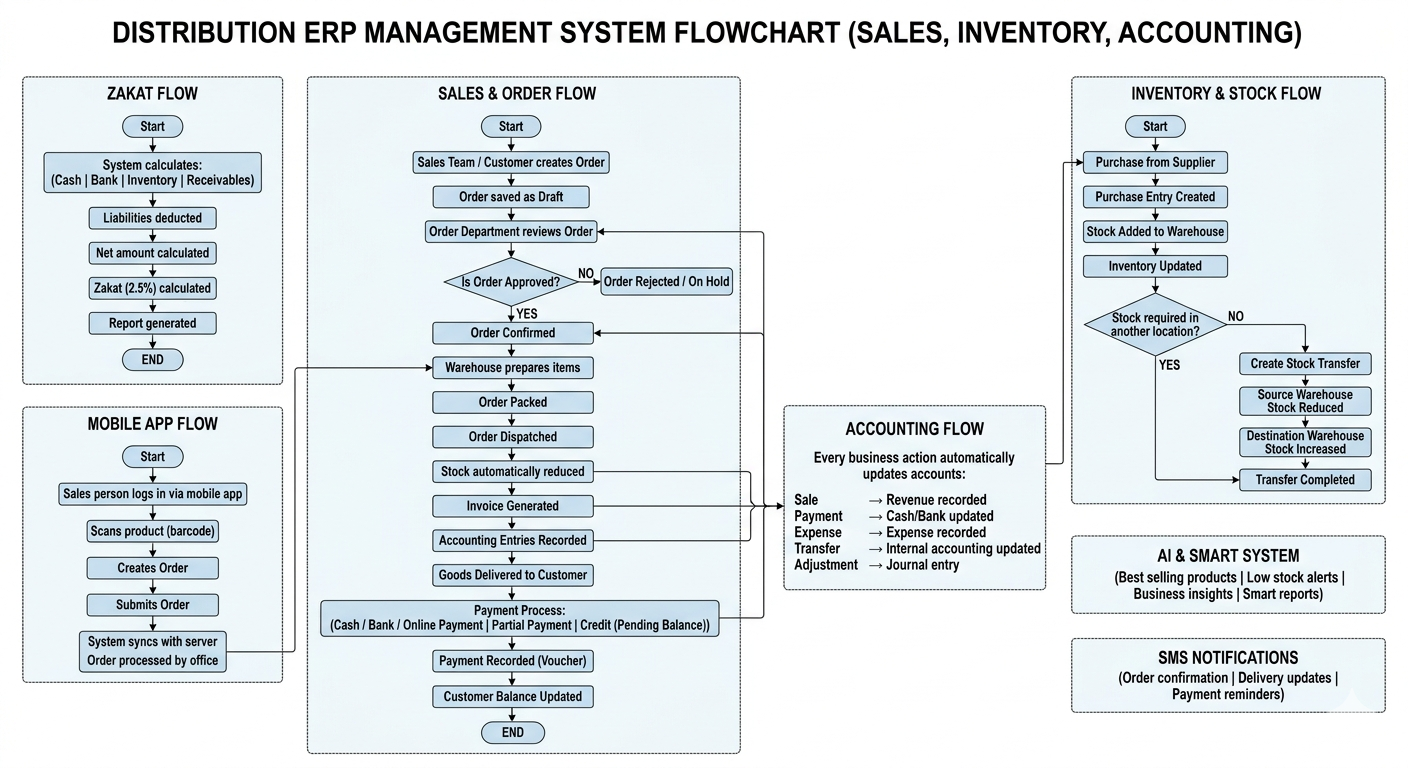 DISTRIBUTION ERP MANAGEMENT SYSTEM FLOWCHART (SALES, INVENTORY, ACCOUNTING)
ZAKAT FLOW
Start
System calculates:
(Cash | Bank | Inventory | Receivables)
Liabilities deducted
Net amount calculated
Zakat (2.5%) calculated
Report generated
END
MOBILE APP FLOW
Start
Sales person logs in via mobile app
Scans product (barcode)
Creates Order
Submits Order
System syncs with server
Order processed by office
SALES & ORDER FLOW
Start
Sales Team / Customer creates Order
Order saved as Draft
Order Department reviews Order
Is Order Approved?
NO
Order Rejected / On Hold
YES
Order Confirmed
Warehouse prepares items
Order Packed
Order Dispatched
Stock automatically reduced
Invoice Generated
Accounting Entries Recorded
Goods Delivered to Customer
Payment Process:
(Cash / Bank / Online Payment | Partial Payment | Credit (Pending Balance))
Payment Recorded (Voucher)
Customer Balance Updated
END
ACCOUNTING FLOW
Every business action automatically
updates accounts:
Sale → Revenue recorded
Payment → Cash/Bank updated
Expense → Expense recorded
Transfer → Internal accounting updated
Adjustment → Journal entry
INVENTORY & STOCK FLOW
Start
Purchase from Supplier
Purchase Entry Created
Stock Added to Warehouse
Inventory Updated
Stock required in
another location?
NO
YES
Create Stock Transfer
Source Warehouse
Stock Reduced
Destination Warehouse
Stock Increased
Transfer Completed
AI & SMART SYSTEM
(Best selling products | Low stock alerts |
Business insights | Smart reports)
SMS NOTIFICATIONS
(Order confirmation | Delivery updates |
Payment reminders)